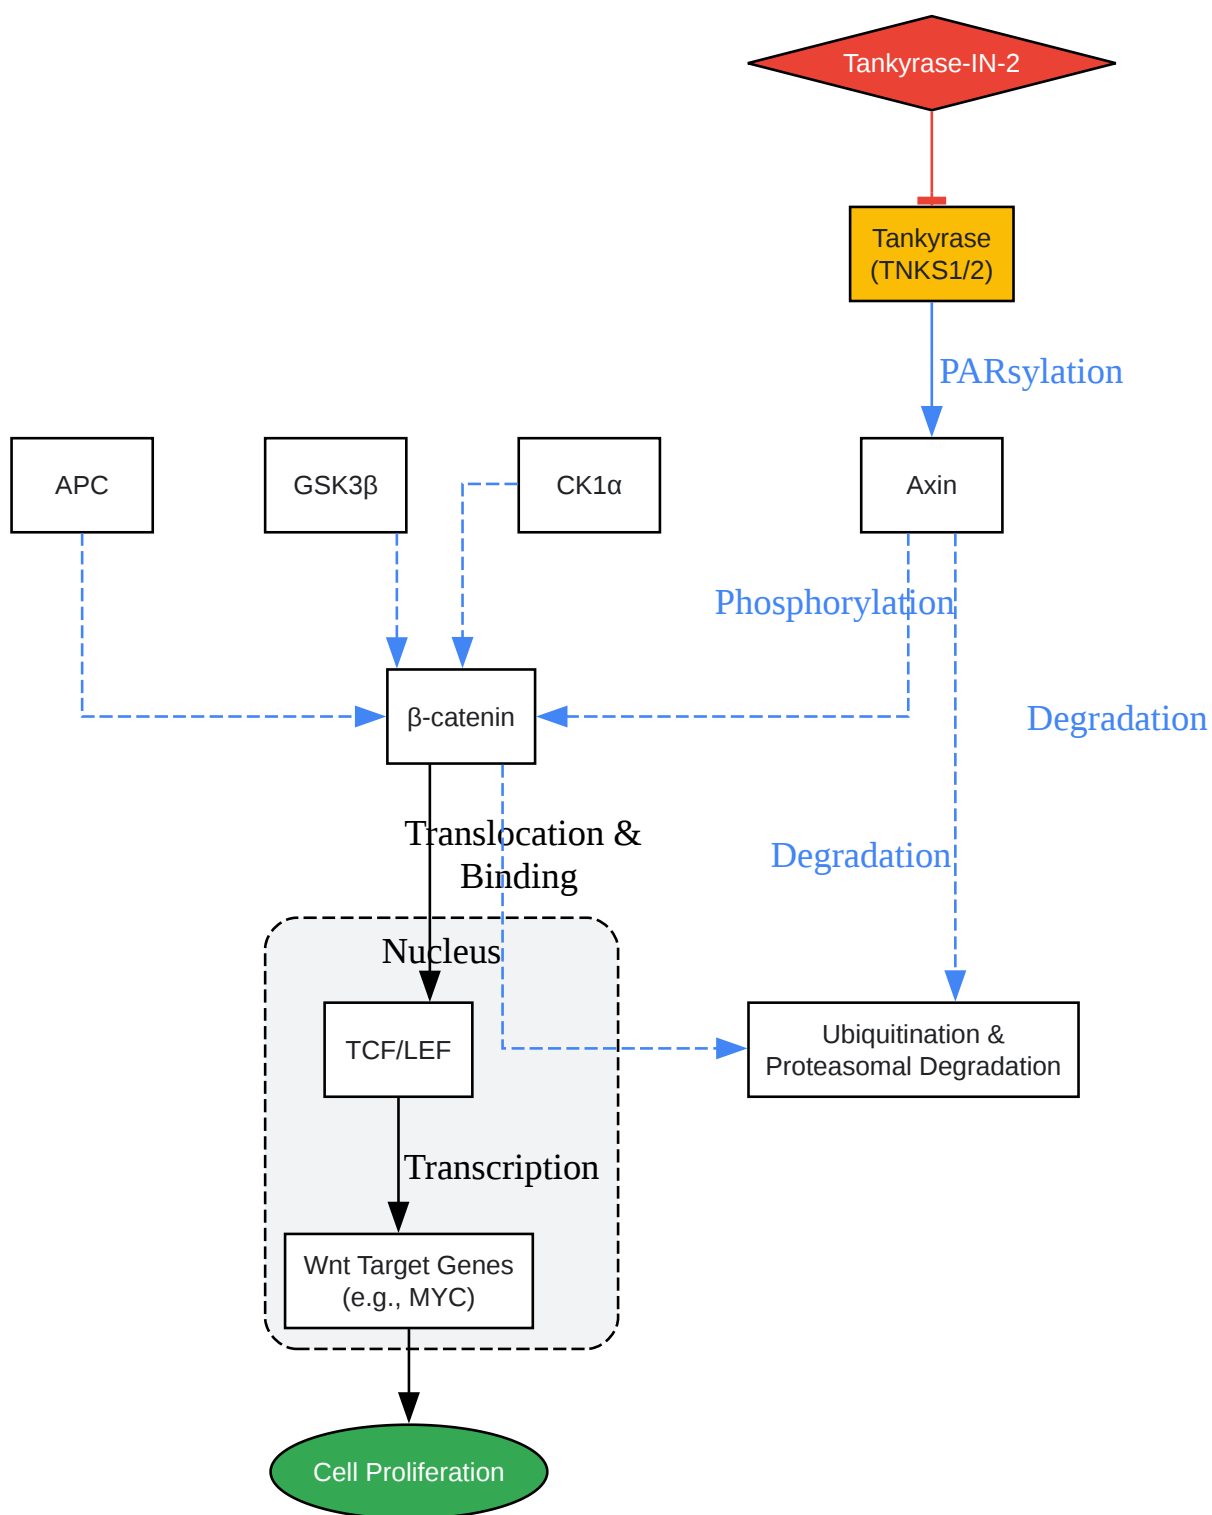 Tankyrase-IN-2
Tankyrase
(TNKS1/2)
PARsylation
APC
GSK3β
CK1α
Axin
Phosphorylation
β-catenin
Degradation
Translocation &
Binding
Degradation
Nucleus
TCF/LEF
Ubiquitination &
Proteasomal Degradation
Transcription
Wnt Target Genes
(e.g., MYC)
Cell Proliferation